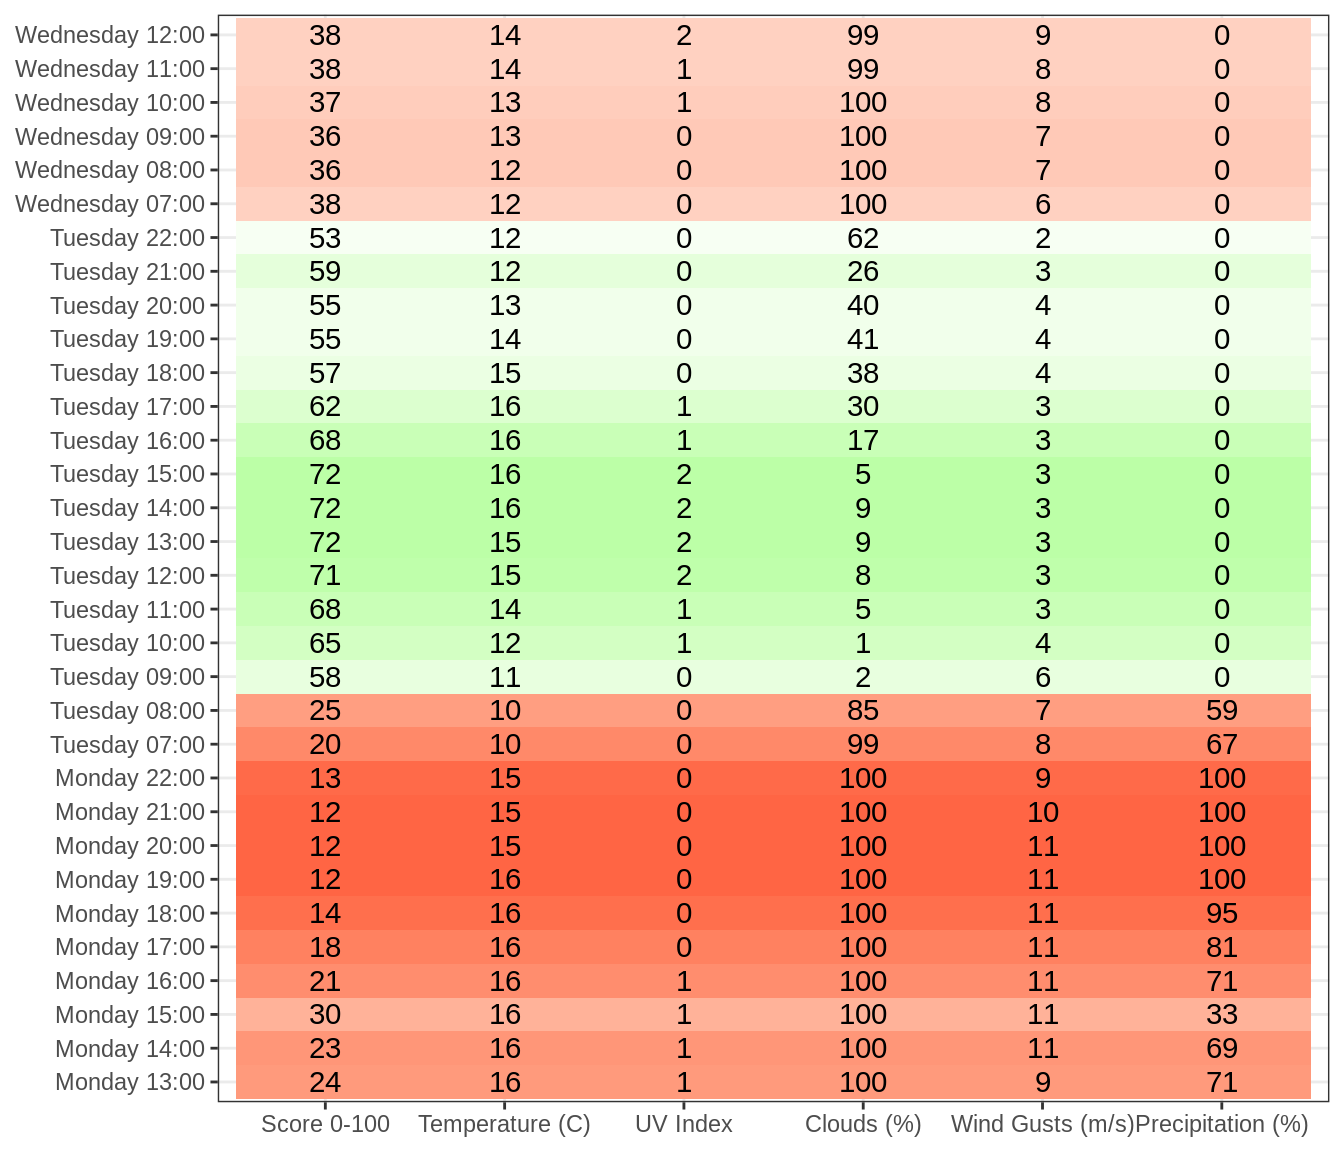 Wednesday 12:00 38 14 2 99 9 0
Wednesday 11:00 38 14 1 99 8 0
Wednesday 10:00 37 13 1 100 8 0
Wednesday 09:00 36 13 0 100 7 0
Wednesday 08:00 36 12 0 100 7 0
Wednesday 07:00 38 12 0 100 6 0
Tuesday 22:00 53 12 0 62 2 0
Tuesday 21:00 59 12 0 26 3 0
Tuesday 20:00 55 13 0 40 4 0
Tuesday 19:00 55 14 0 41 4 0
Tuesday 18:00 57 15 0 38 4 0
Tuesday 17:00 62 16 1 30 3 0
Tuesday 16:00 68 16 1 17 3 0
Tuesday 15:00 72 16 2 5 3 0
Tuesday 14:00 72 16 2 9 3 0
Tuesday 13:00 72 15 2 9 3 0
Tuesday 12:00 71 15 2 8 3 0
Tuesday 11:00 68 14 1 5 3 0
Tuesday 10:00 65 12 1 1 4 0
Tuesday 09:00 58 11 0 2 6 0
Tuesday 08:00 25 10 0 85 7 59
Tuesday 07:00 20 10 0 99 8 67
Monday 22:00 13 15 0 100 9 100
Monday 21:00 12 15 0 100 10 100
Monday 20:00 12 15 0 100 11 100
Monday 19:00 12 16 0 100 11 100
Monday 18:00 14 16 0 100 11 95
Monday 17:00 18 16 0 100 11 81
Monday 16:00 21 16 1 100 11 71
Monday 15:00 30 16 1 100 11 33
Monday 14:00 23 16 1 100 11 69
Monday 13:00 24 16 1 100 9 71
Score 0-100 Temperature (C) UV Index Clouds (%) Wind Gusts (m/s) Precipitation (%)